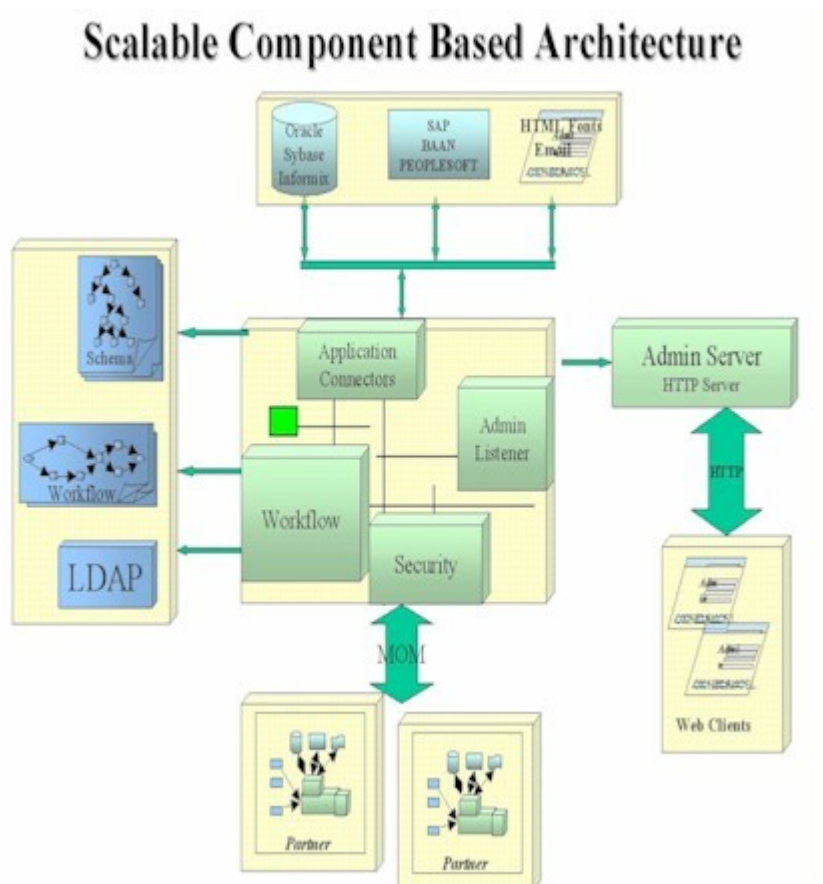 Scalable Component Based Architecture
Oracle
Sybase
Informix
SAP
BAAN
PEOPLESOFT
HTML Fonts
Email
Schema
Workflow
LDAP
Application
Connectors
Admin
Listener
Workflow
Security
Admin Server
HTTP Server
HTTP
MOM
Web Clients
Partner
Partner